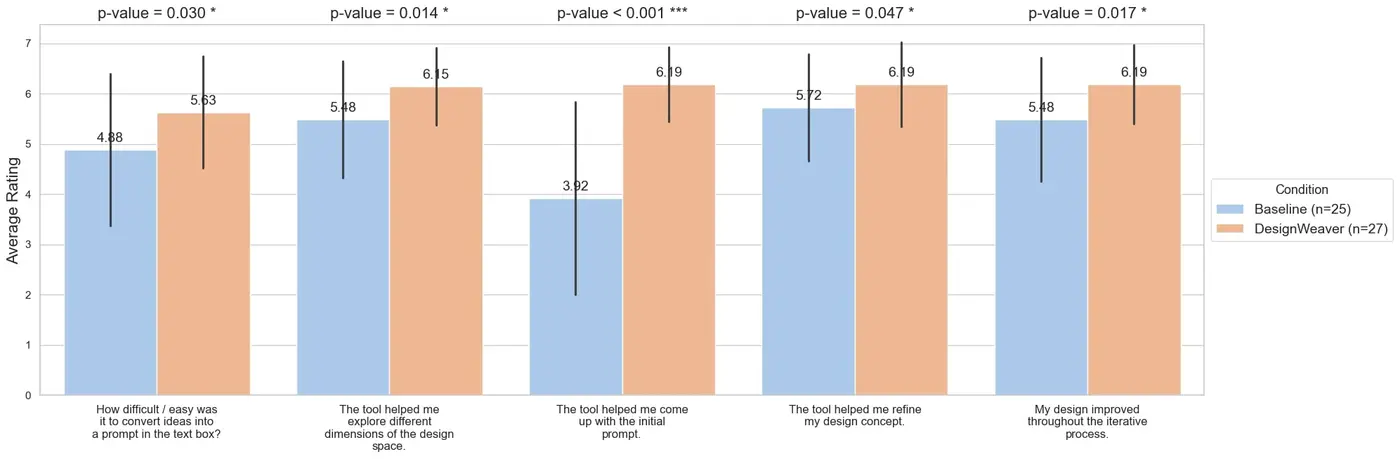 p-value = 0.030 *
p-value = 0.014 *
p-value < 0.001 ***
p-value = 0.047 *
p-value = 0.017 *
Average Rating
7
6
5
4
3
2
1
0
4.88
5.63
5.48
6.15
3.92
6.19
5.72
6.19
5.48
6.19
How difficult / easy was
it to convert ideas into
a prompt in the text box?
The tool helped me
explore different
dimensions of the design
space.
The tool helped me come
up with the initial
prompt.
The tool helped me refine
my design concept.
My design improved
throughout the iterative
process.
Condition
Baseline (n=25)
DesignWeaver (n=27)